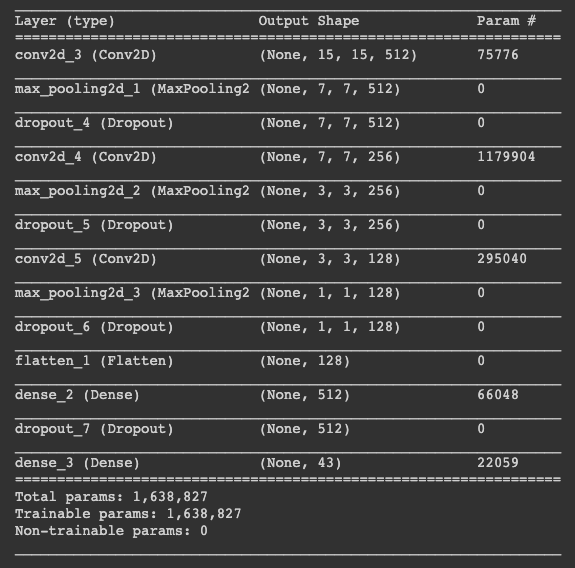 Layer (type) Output Shape Param #
=================================================================
conv2d_3 (Conv2D) (None, 15, 15, 512) 75776
max_pooling2d_1 (MaxPooling2 (None, 7, 7, 512) 0
dropout_4 (Dropout) (None, 7, 7, 512) 0
conv2d_4 (Conv2D) (None, 7, 7, 256) 1179904
max_pooling2d_2 (MaxPooling2 (None, 3, 3, 256) 0
dropout_5 (Dropout) (None, 3, 3, 256) 0
conv2d_5 (Conv2D) (None, 3, 3, 128) 295040
max_pooling2d_3 (MaxPooling2 (None, 1, 1, 128) 0
dropout_6 (Dropout) (None, 1, 1, 128) 0
flatten_1 (Flatten) (None, 128) 0
dense_2 (Dense) (None, 512) 66048
dropout_7 (Dropout) (None, 512) 0
dense_3 (Dense) (None, 43) 22059
=================================================================
Total params: 1,638,827
Trainable params: 1,638,827
Non-trainable params: 0